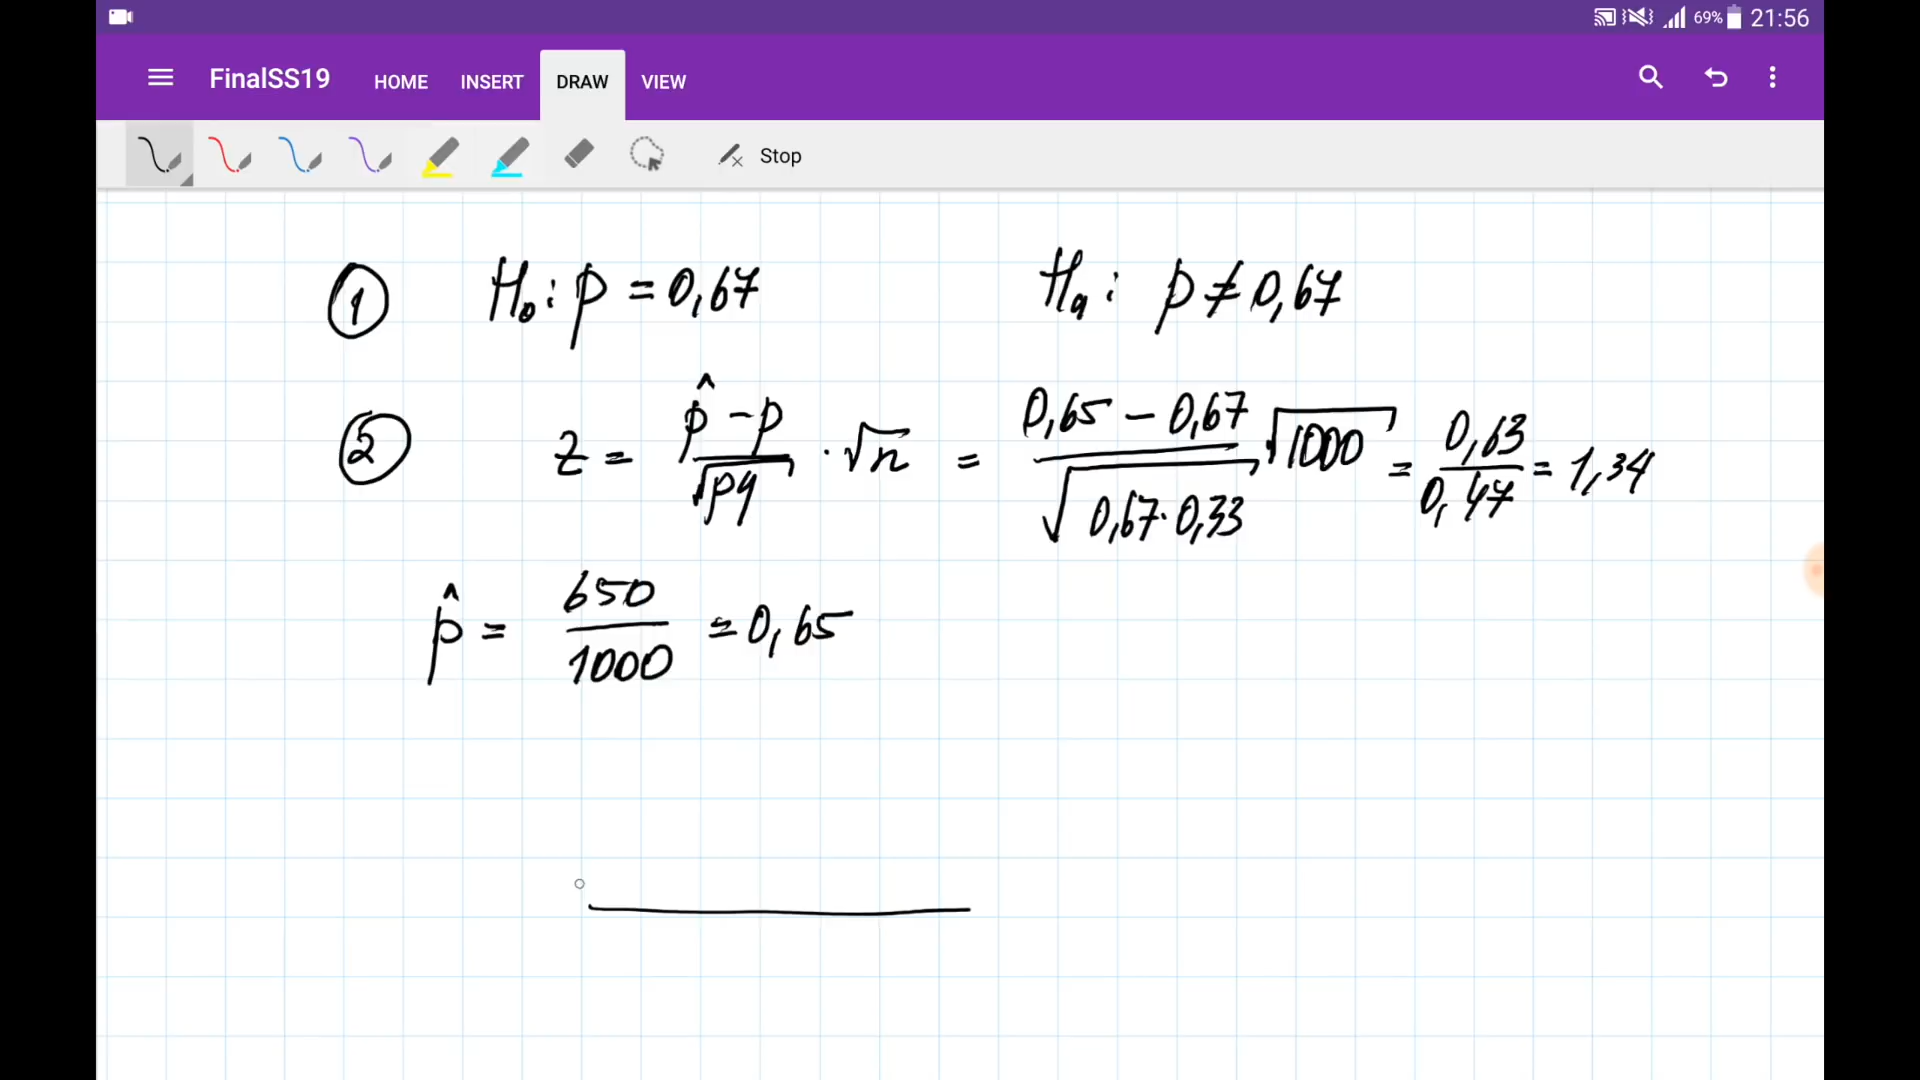 69% 21:56
FinalSS19 HOME INSERT DRAW VIEW
Stop
① H₀: p = 0,67 Hₐ: p ≠ 0,67
② z = (p̂ − p)/√pq · √n = (0,65 − 0,67)/√(0,67·0,33) √1000 = 0,63/0,47 = 1,34
p̂ = 650/1000 = 0,65